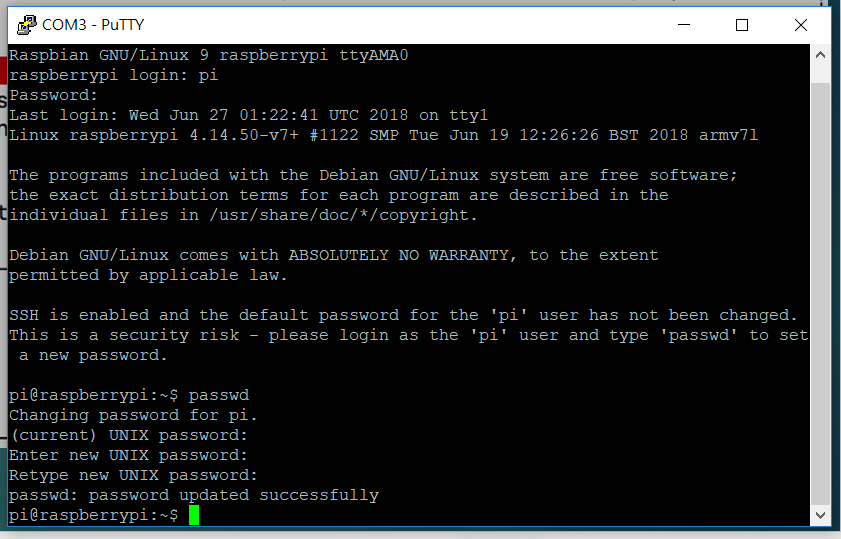 COM3 - PuTTY
Raspbian GNU/Linux 9 raspberrypi ttyAMA0
raspberrypi login: pi
Password:
Last login: Wed Jun 27 01:22:41 UTC 2018 on tty1
Linux raspberrypi 4.14.50-v7+ #1122 SMP Tue Jun 19 12:26:26 BST 2018 armv7l
The programs included with the Debian GNU/Linux system are free software;
the exact distribution terms for each program are described in the
individual files in /usr/share/doc/*/copyright.
Debian GNU/Linux comes with ABSOLUTELY NO WARRANTY, to the extent
permitted by applicable law.
SSH is enabled and the default password for the 'pi' user has not been changed.
This is a security risk - please login as the 'pi' user and type 'passwd' to set
 a new password.
pi@raspberrypi:~$ passwd
Changing password for pi.
(current) UNIX password:
Enter new UNIX password:
Retype new UNIX password:
passwd: password updated successfully
pi@raspberrypi:~$